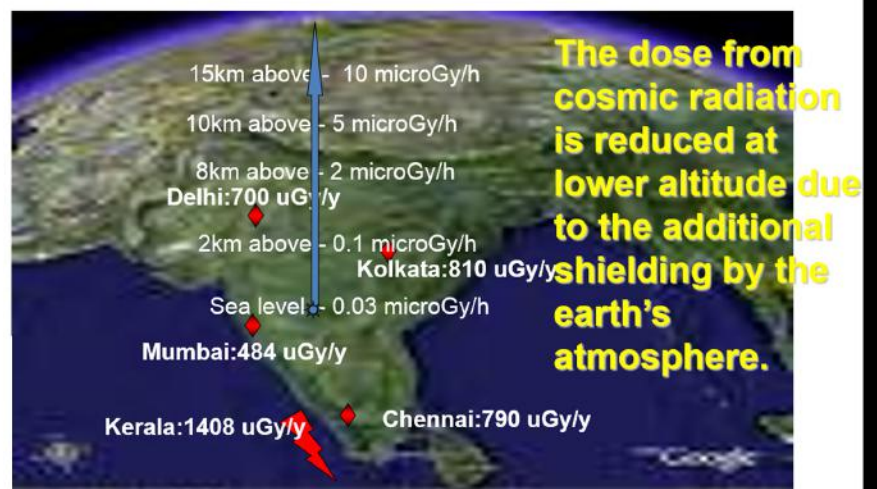 15km above - 10 microGy/h
10km above - 5 microGy/h
8km above - 2 microGy/h
Delhi:700 uGy/y
2km above - 0.1 microGy/h
Kolkata:810 uGy/y
Sea level - 0.03 microGy/h
Mumbai:484 uGy/y
Kerala:1408 uGy/y
Chennai:790 uGy/y
The dose from
cosmic radiation
is reduced at
lower altitude due
to the additional
shielding by the
earth's
atmosphere.
Google